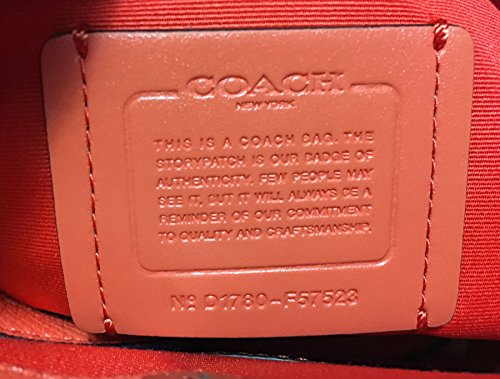 COACH
NEW YORK
THIS IS A COACH BAG. THE
STORYPATCH IS OUR BADGE OF
AUTHENTICITY. FEW PEOPLE MAY
SEE IT, BUT IT WILL ALWAYS BE A
REMINDER OF OUR COMMITMENT
TO QUALITY AND CRAFTSMANSHIP.
Nº D1780-F57523